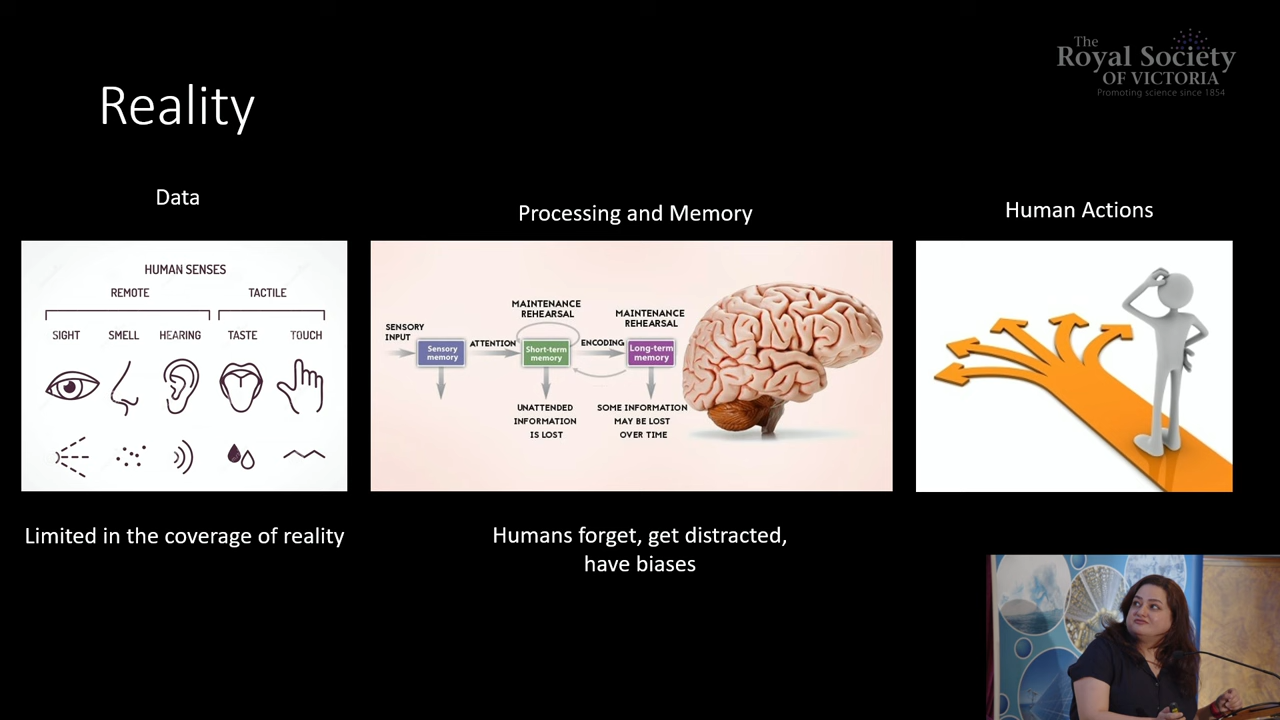 The
Royal Society
OF VICTORIA
Promoting science since 1854
Reality
Data
HUMAN SENSES
REMOTE
TACTILE
SIGHT
SMELL
HEARING
TASTE
TOUCH
Limited in the coverage of reality
Processing and Memory
SENSORY
INPUT
Sensory
memory
ATTENTION
MAINTENANCE
REHEARSAL
Short-term
memory
ENCODING
MAINTENANCE
REHEARSAL
Long-term
memory
UNATTENDED
INFORMATION
IS LOST
SOME INFORMATION
MAY BE LOST
OVER TIME
Humans forget, get distracted,
have biases
Human Actions